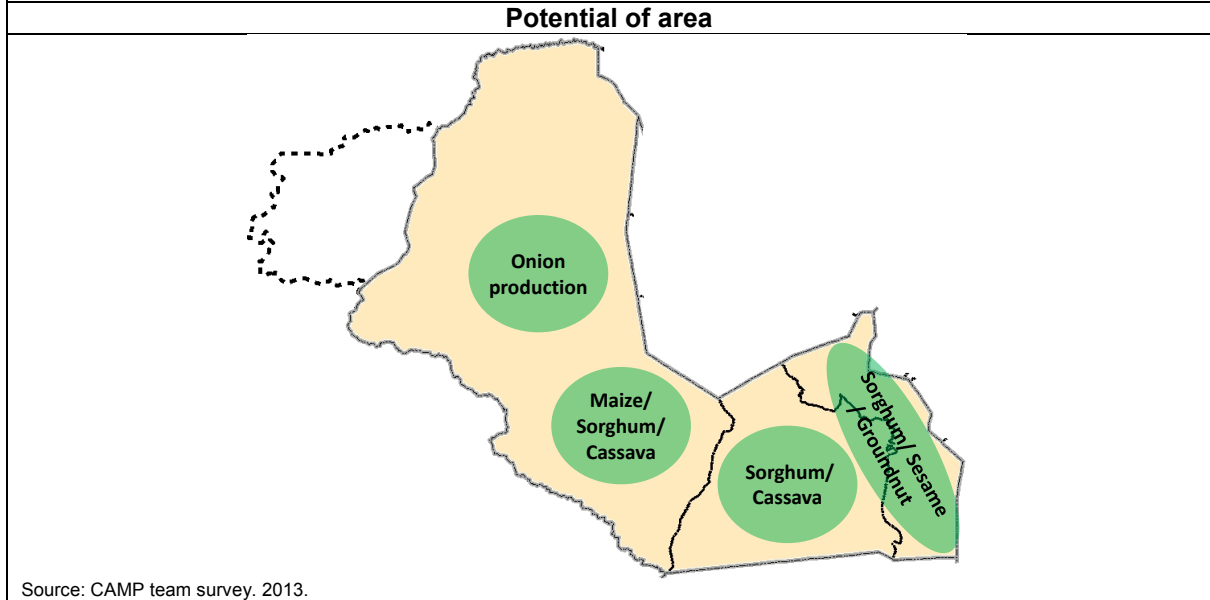 Potential of area
Onion
production
Maize/
Sorghum/
Cassava
Sorghum/
Cassava
Sorghum/ Sesame
/ Groundnut
Source: CAMP team survey. 2013.